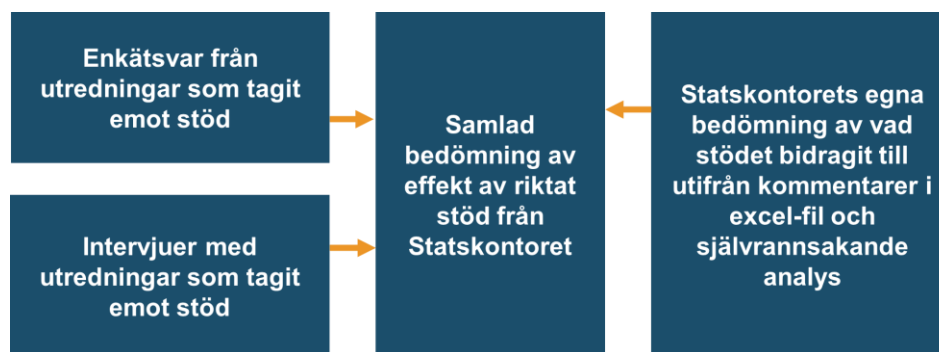 Enkätsvar från
utredningar som tagit
emot stöd
Intervjuer med
utredningar som tagit
emot stöd
Samlad
bedömning av
effekt av riktat
stöd från
Statskontoret
Statskontorets egna
bedömning av vad
stödet bidragit till
utifrån kommentarer i
excel-fil och
självrannsakande
analys